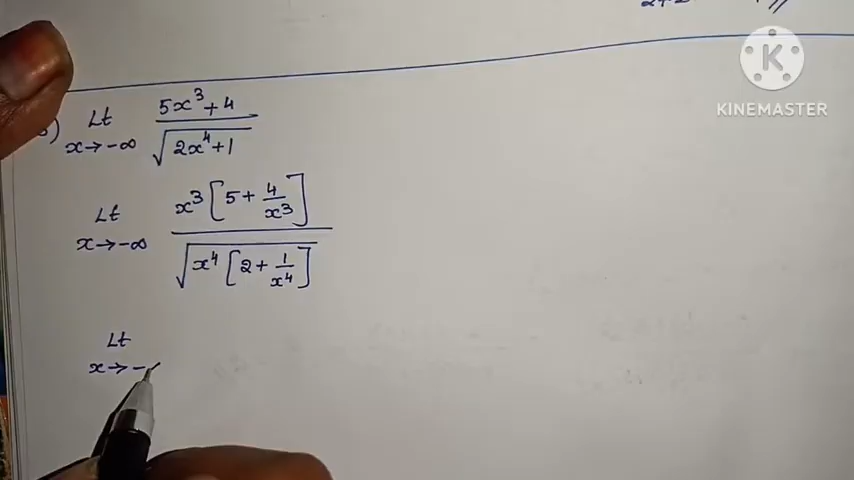 KINEMASTER
Lt x→-∞ (5x³+4)/√(2x⁴+1)
Lt x→-∞ x³[5+4/x³]/√(x⁴[2+1/x⁴])
Lt
x→-